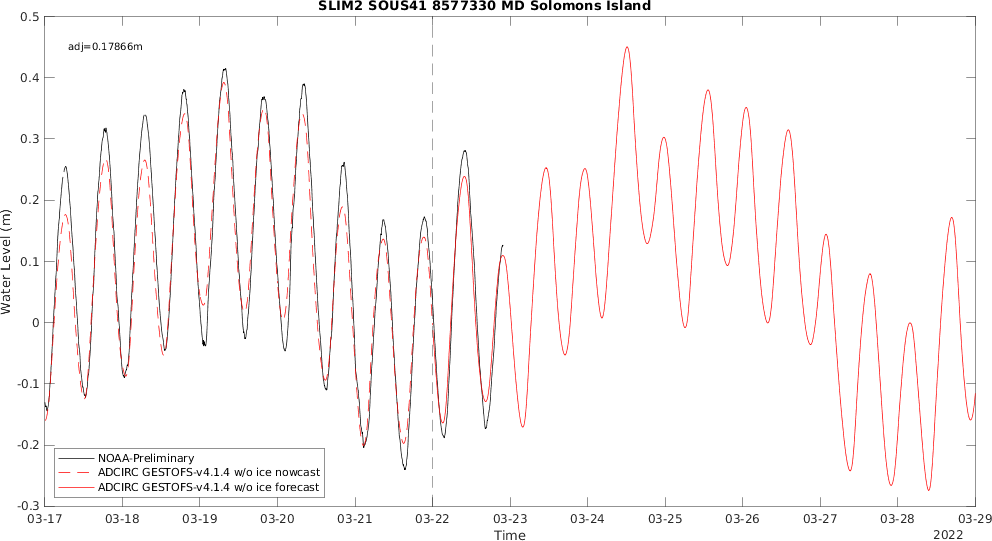 SLIM2 SOUS41 8577330 MD Solomons Island
adj=0.17866m
Water Level (m)
0.5
0.4
0.3
0.2
0.1
0
-0.1
-0.2
-0.3
NOAA-Preliminary
ADCIRC GESTOFS-v4.1.4 w/o ice nowcast
ADCIRC GESTOFS-v4.1.4 w/o ice forecast
03-17 03-18 03-19 03-20 03-21 03-22 03-23 03-24 03-25 03-26 03-27 03-28 03-29
Time
2022